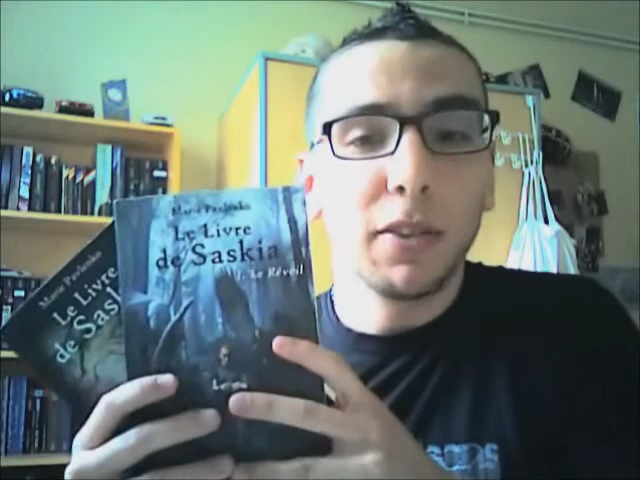 Marie Pavlenko
Le Livre
de Saskia
1. Le Réveil
Marie Pavlenko
Le Livre
de Sas